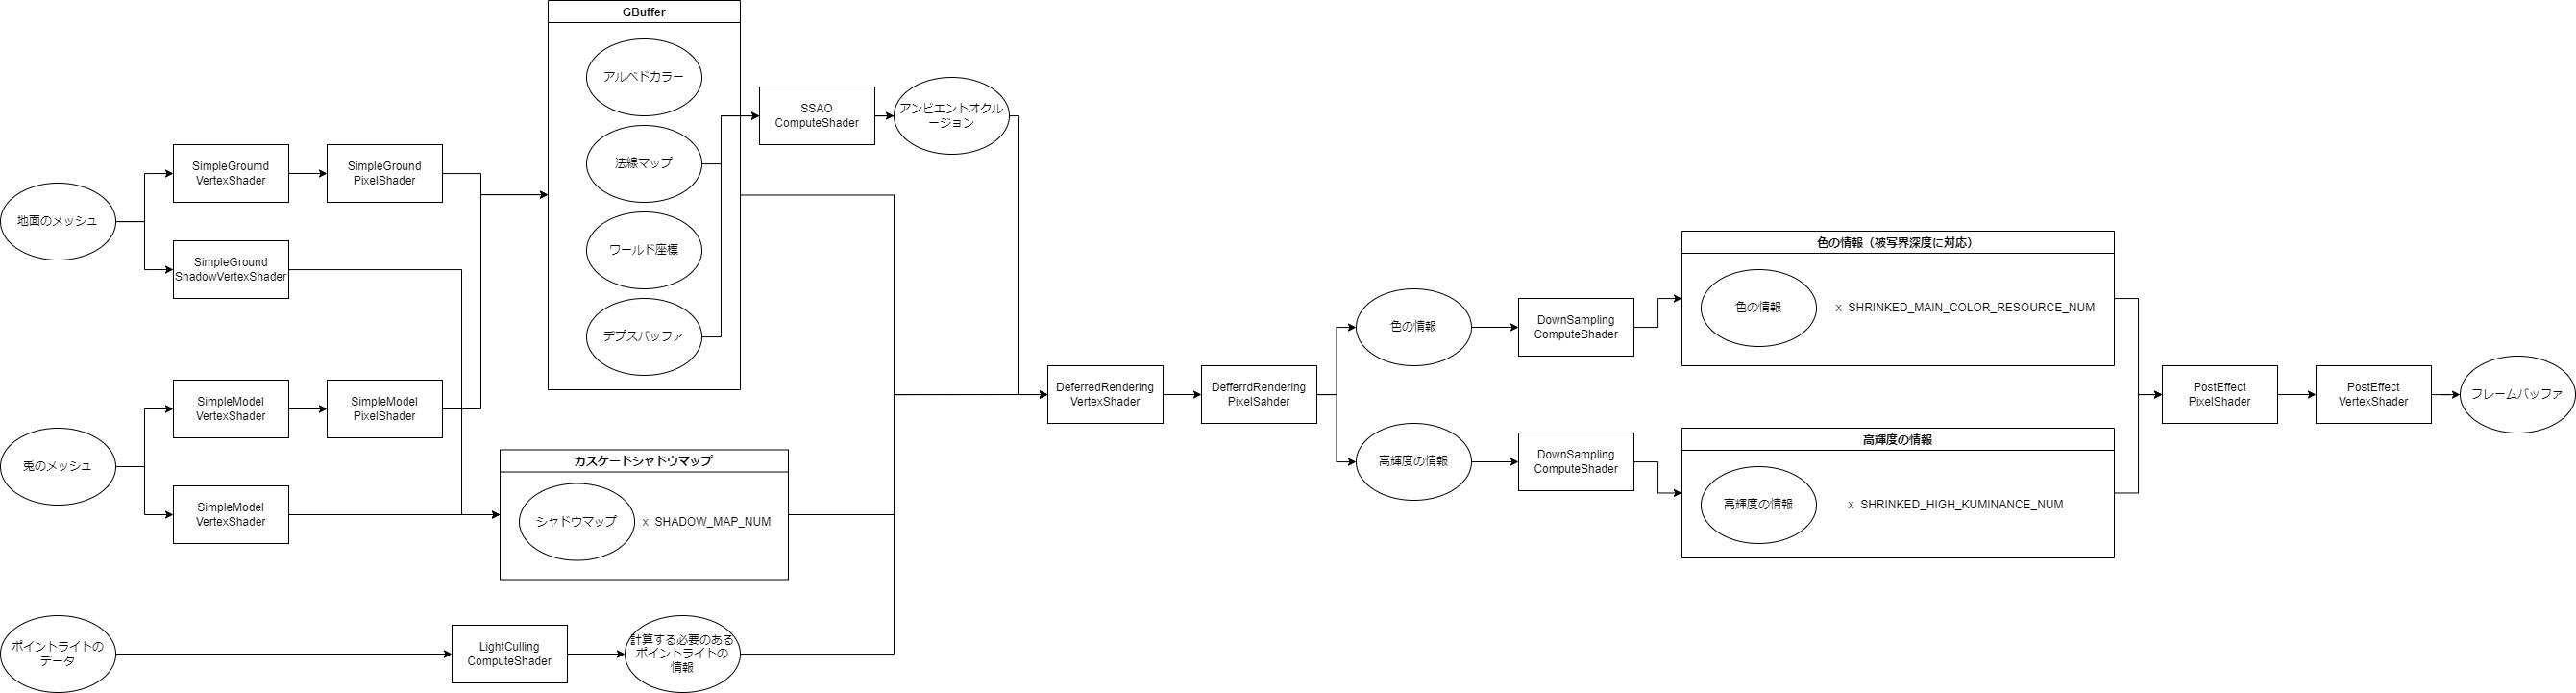 GBuffer
アルベドカラー
法線マップ
ワールド座標
デプスバッファ
SSAO
ComputeShader
アンビエントオクル
ージョン
地面のメッシュ
SimpleGroumd
VertexShader
SimpleGround
PixelShader
SimpleGround
ShadowVertexShader
兎のメッシュ
SimpleModel
VertexShader
SimpleModel
PixelShader
SimpleModel
VertexShader
カスケードシャドウマップ
シャドウマップ
x SHADOW_MAP_NUM
ポイントライトの
データ
LightCulling
ComputeShader
計算する必要のある
ポイントライトの
情報
DeferredRendering
VertexShader
DefferrdRendering
PixelSahder
色の情報
DownSampling
ComputeShader
高輝度の情報
DownSampling
ComputeShader
色の情報（被写界深度に対応）
色の情報
x SHRINKED_MAIN_COLOR_RESOURCE_NUM
高輝度の情報
高輝度の情報
x SHRINKED_HIGH_KUMINANCE_NUM
PostEffect
PixelShader
PostEffect
VertexShader
フレームバッファ